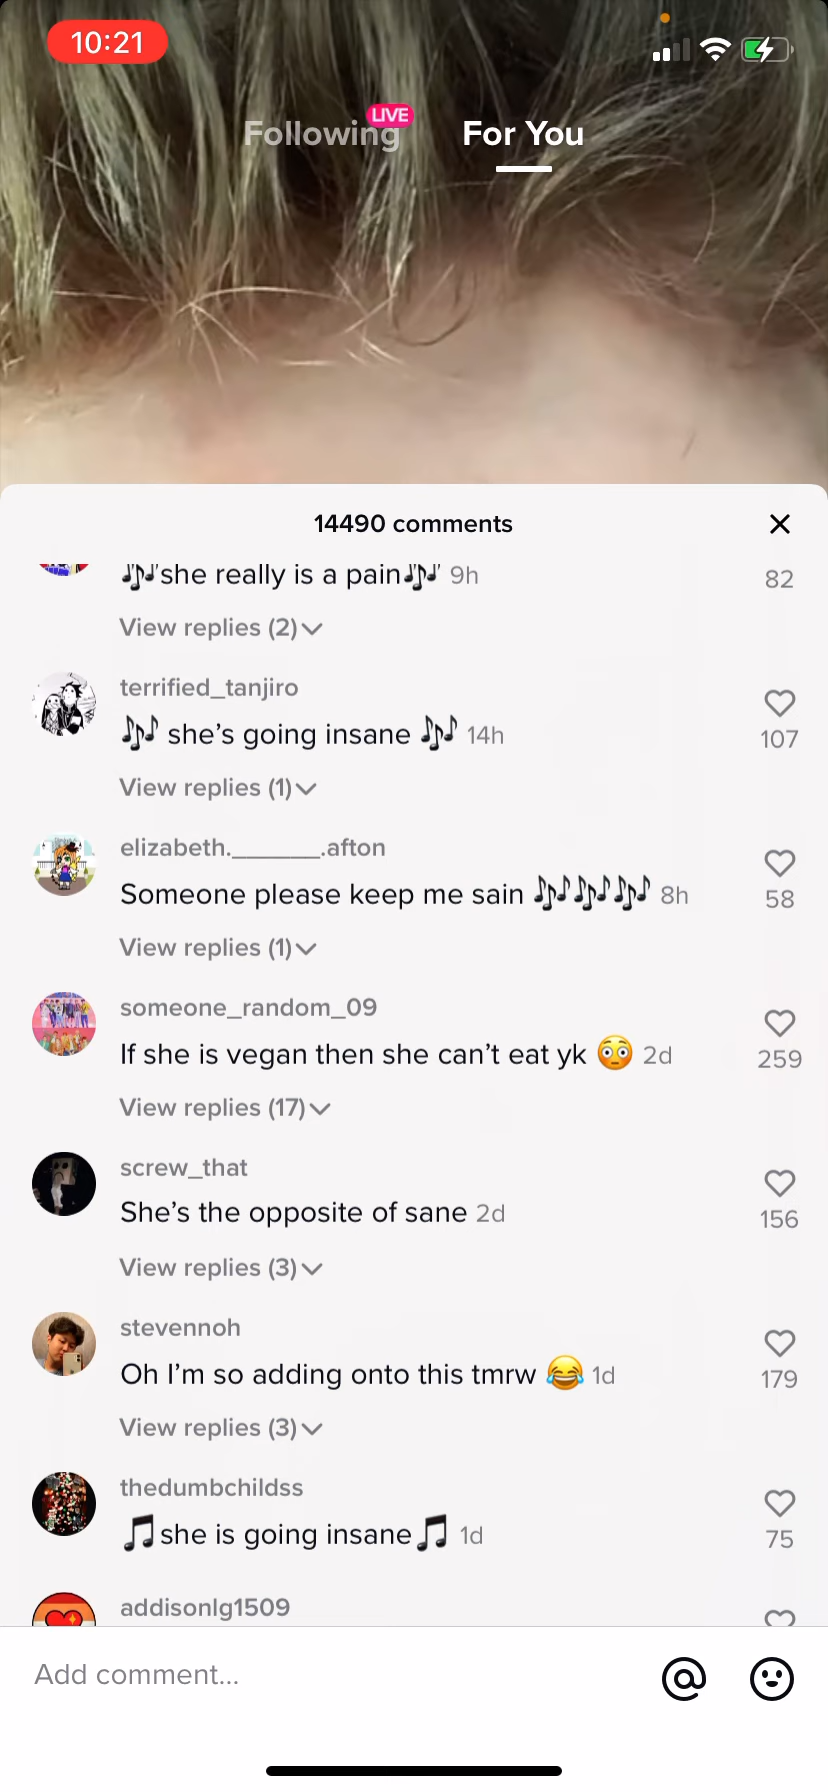 10:21
LIVE
Following For You
14490 comments
🎶she really is a pain🎶 9h
82
View replies (2)
terrified_tanjiro
🎶 she’s going insane 🎶 14h
107
View replies (1)
elizabeth.______.afton
Someone please keep me sain 🎶🎶🎶 8h
58
View replies (1)
someone_random_09
If she is vegan then she can’t eat yk 😳 2d
259
View replies (17)
screw_that
She’s the opposite of sane 2d
156
View replies (3)
stevennoh
Oh I’m so adding onto this tmrw 😂 1d
179
View replies (3)
thedumbchildss
🎵she is going insane🎵 1d
75
addisonlg1509
Add comment...